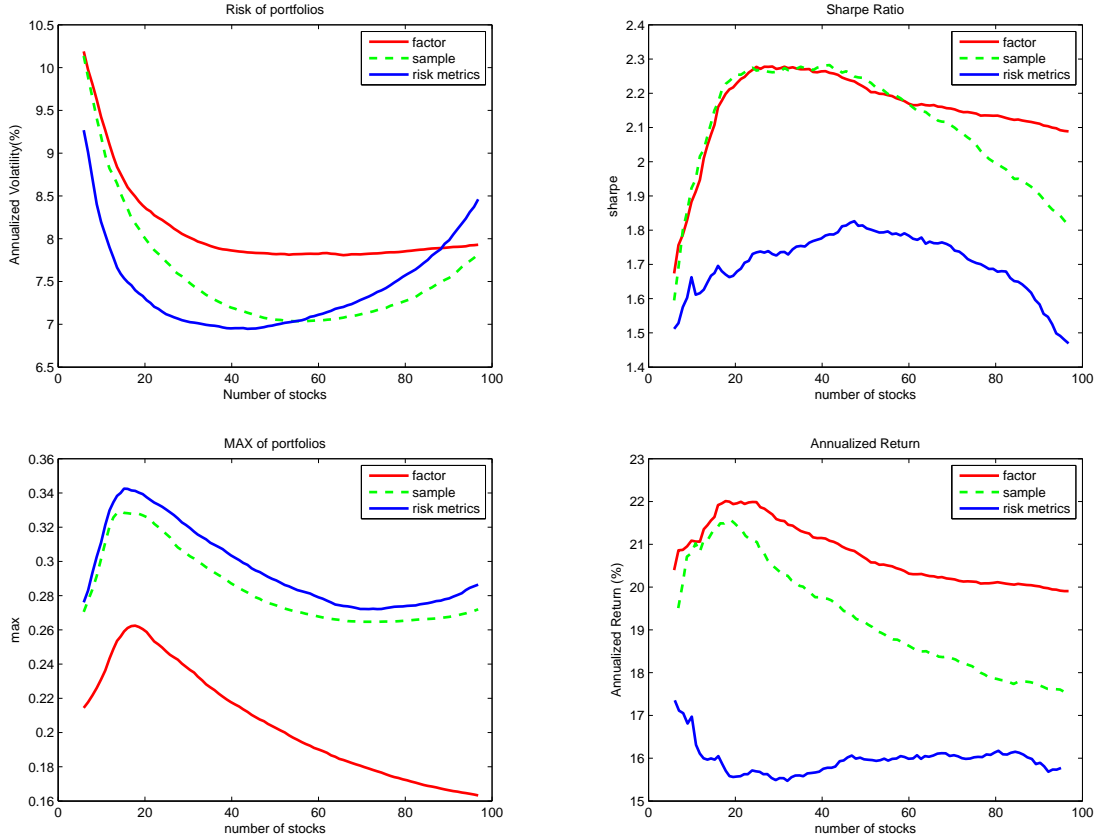 Risk of portfolios
10.5
10
9.5
9
8.5
8
7.5
7
6.5
0 20 40 60 80 100
Annualized Volatility(%)
Number of stocks
factor
sample
risk metrics
Sharpe Ratio
2.4
2.3
2.2
2.1
2
1.9
1.8
1.7
1.6
1.5
1.4
0 20 40 60 80 100
sharpe
number of stocks
factor
sample
risk metrics
MAX of portfolios
0.36
0.34
0.32
0.3
0.28
0.26
0.24
0.22
0.2
0.18
0.16
0 20 40 60 80 100
max
number of stocks
factor
sample
risk metrics
Annualized Return
23
22
21
20
19
18
17
16
15
0 20 40 60 80 100
Annualized Return (%)
number of stocks
factor
sample
risk metrics